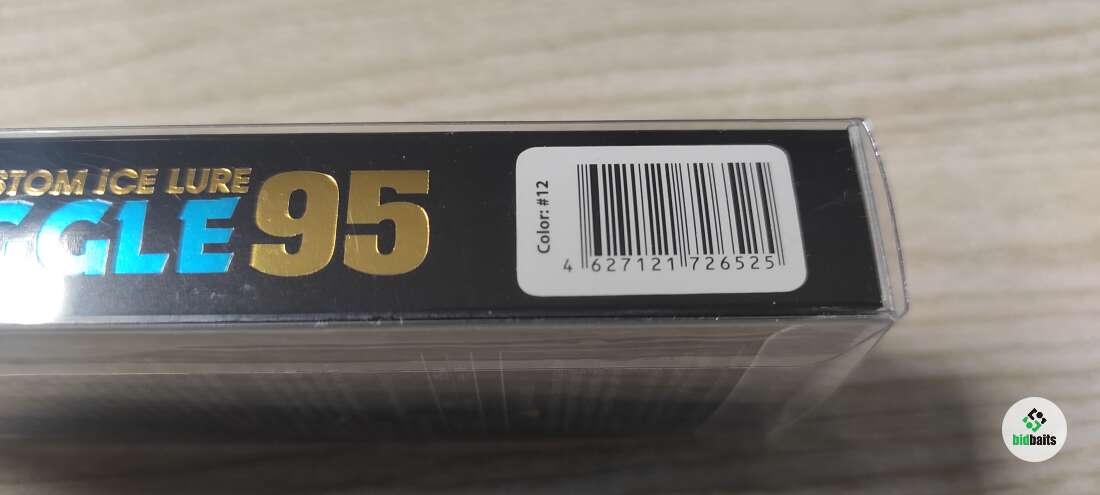 STOM ICE LURE
GGLE 95
Color: #12
4 627121 726525
bidbaits